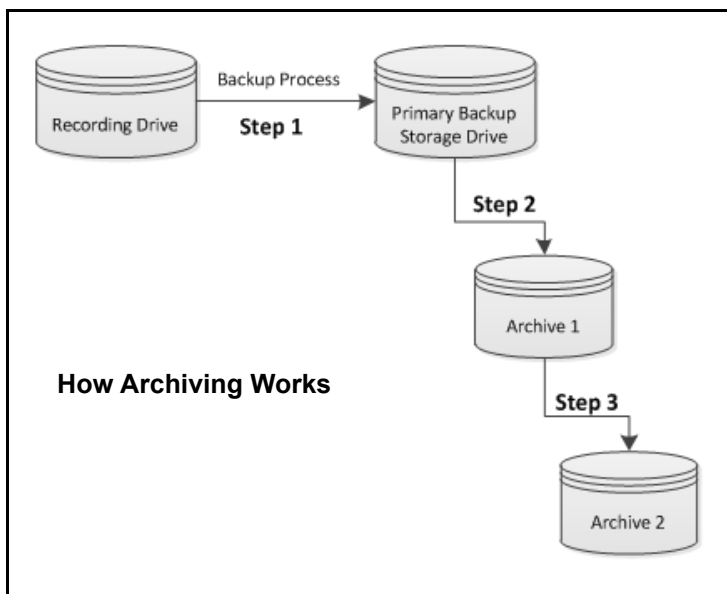 Backup Process
Recording Drive
Step 1
Primary Backup
Storage Drive
Step 2
Archive 1
How Archiving Works
Step 3
Archive 2